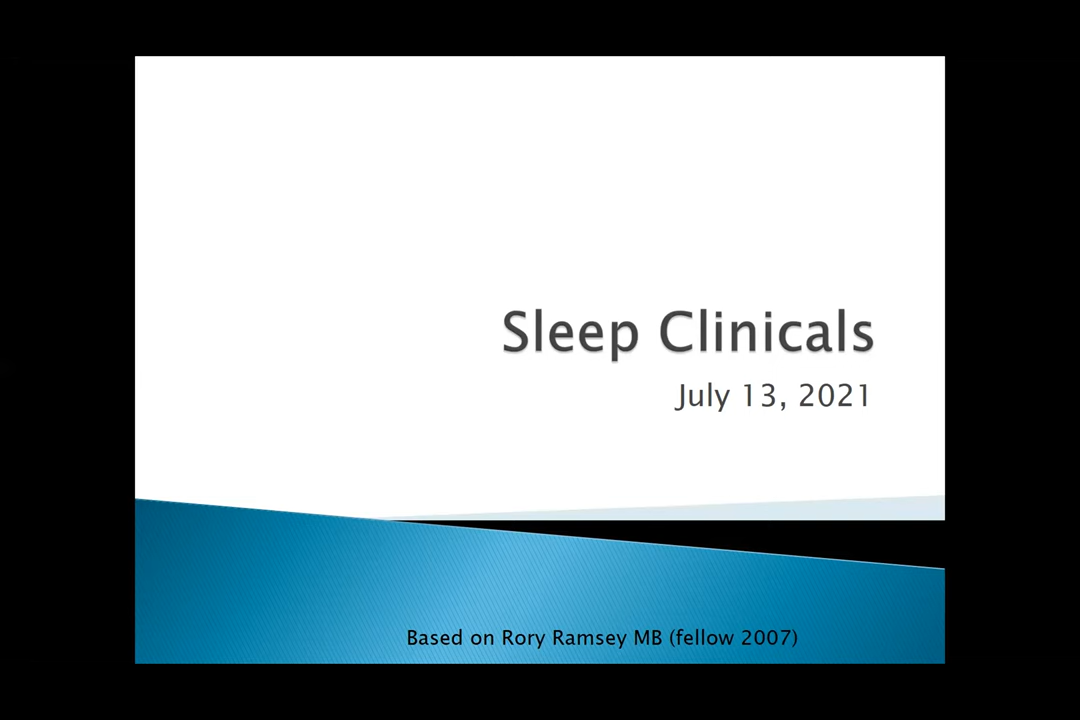 Sleep Clinicals
July 13, 2021
Based on Rory Ramsey MB (fellow 2007)